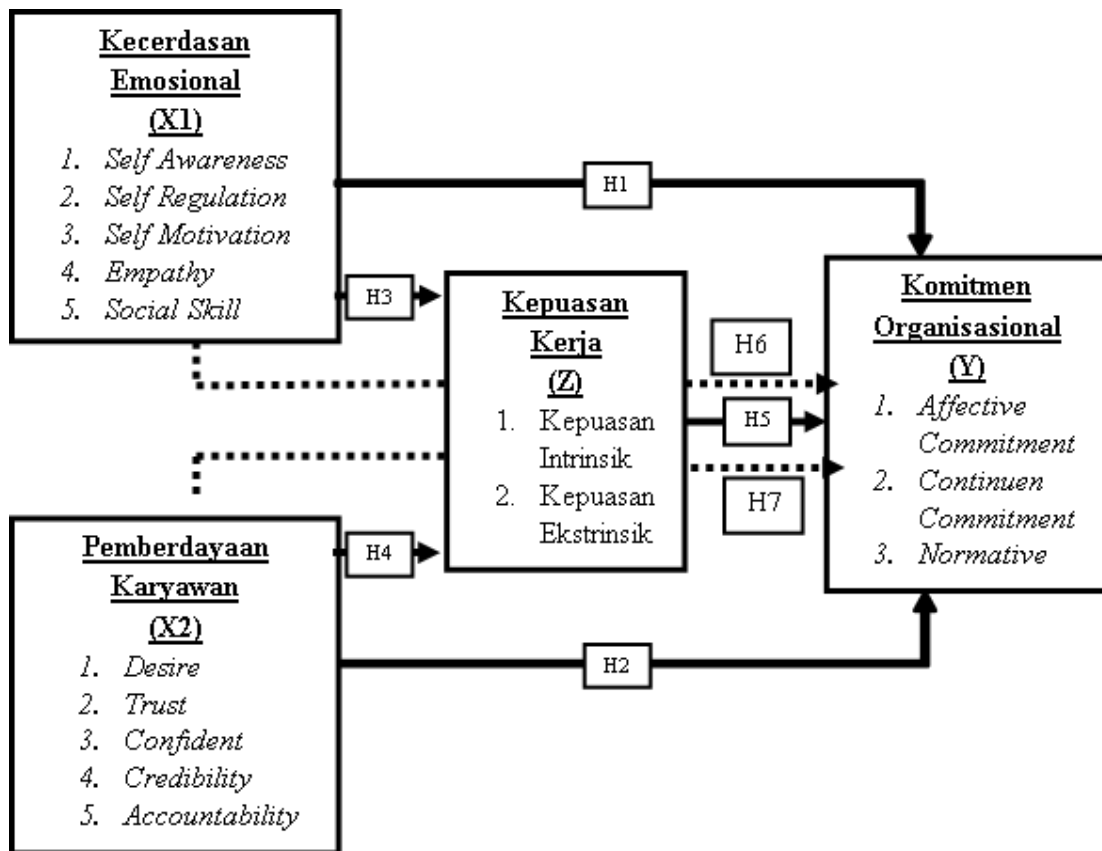 Kecerdasan
Emosional
(X1)
1. Self Awareness
2. Self Regulation
3. Self Motivation
4. Empathy
5. Social Skill
H1
H3
Kepuasan
Kerja
(Z)
1. Kepuasan
Intrinsik
2. Kepuasan
Ekstrinsik
H6
H5
H7
Komitmen
Organisasional
(Y)
1. Affective
Commitment
2. Continuen
Commitment
3. Normative
H4
Pemberdayaan
Karyawan
(X2)
1. Desire
2. Trust
3. Confident
4. Credibility
5. Accountability
H2